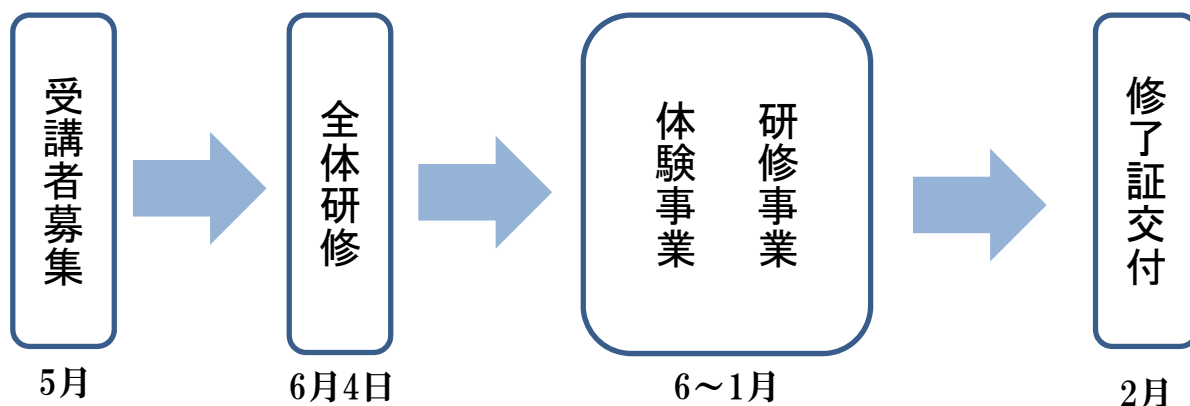 受講者募集
全体研修
研修事業
体験事業
修了証交付
5月
6月4日
6～1月
2月